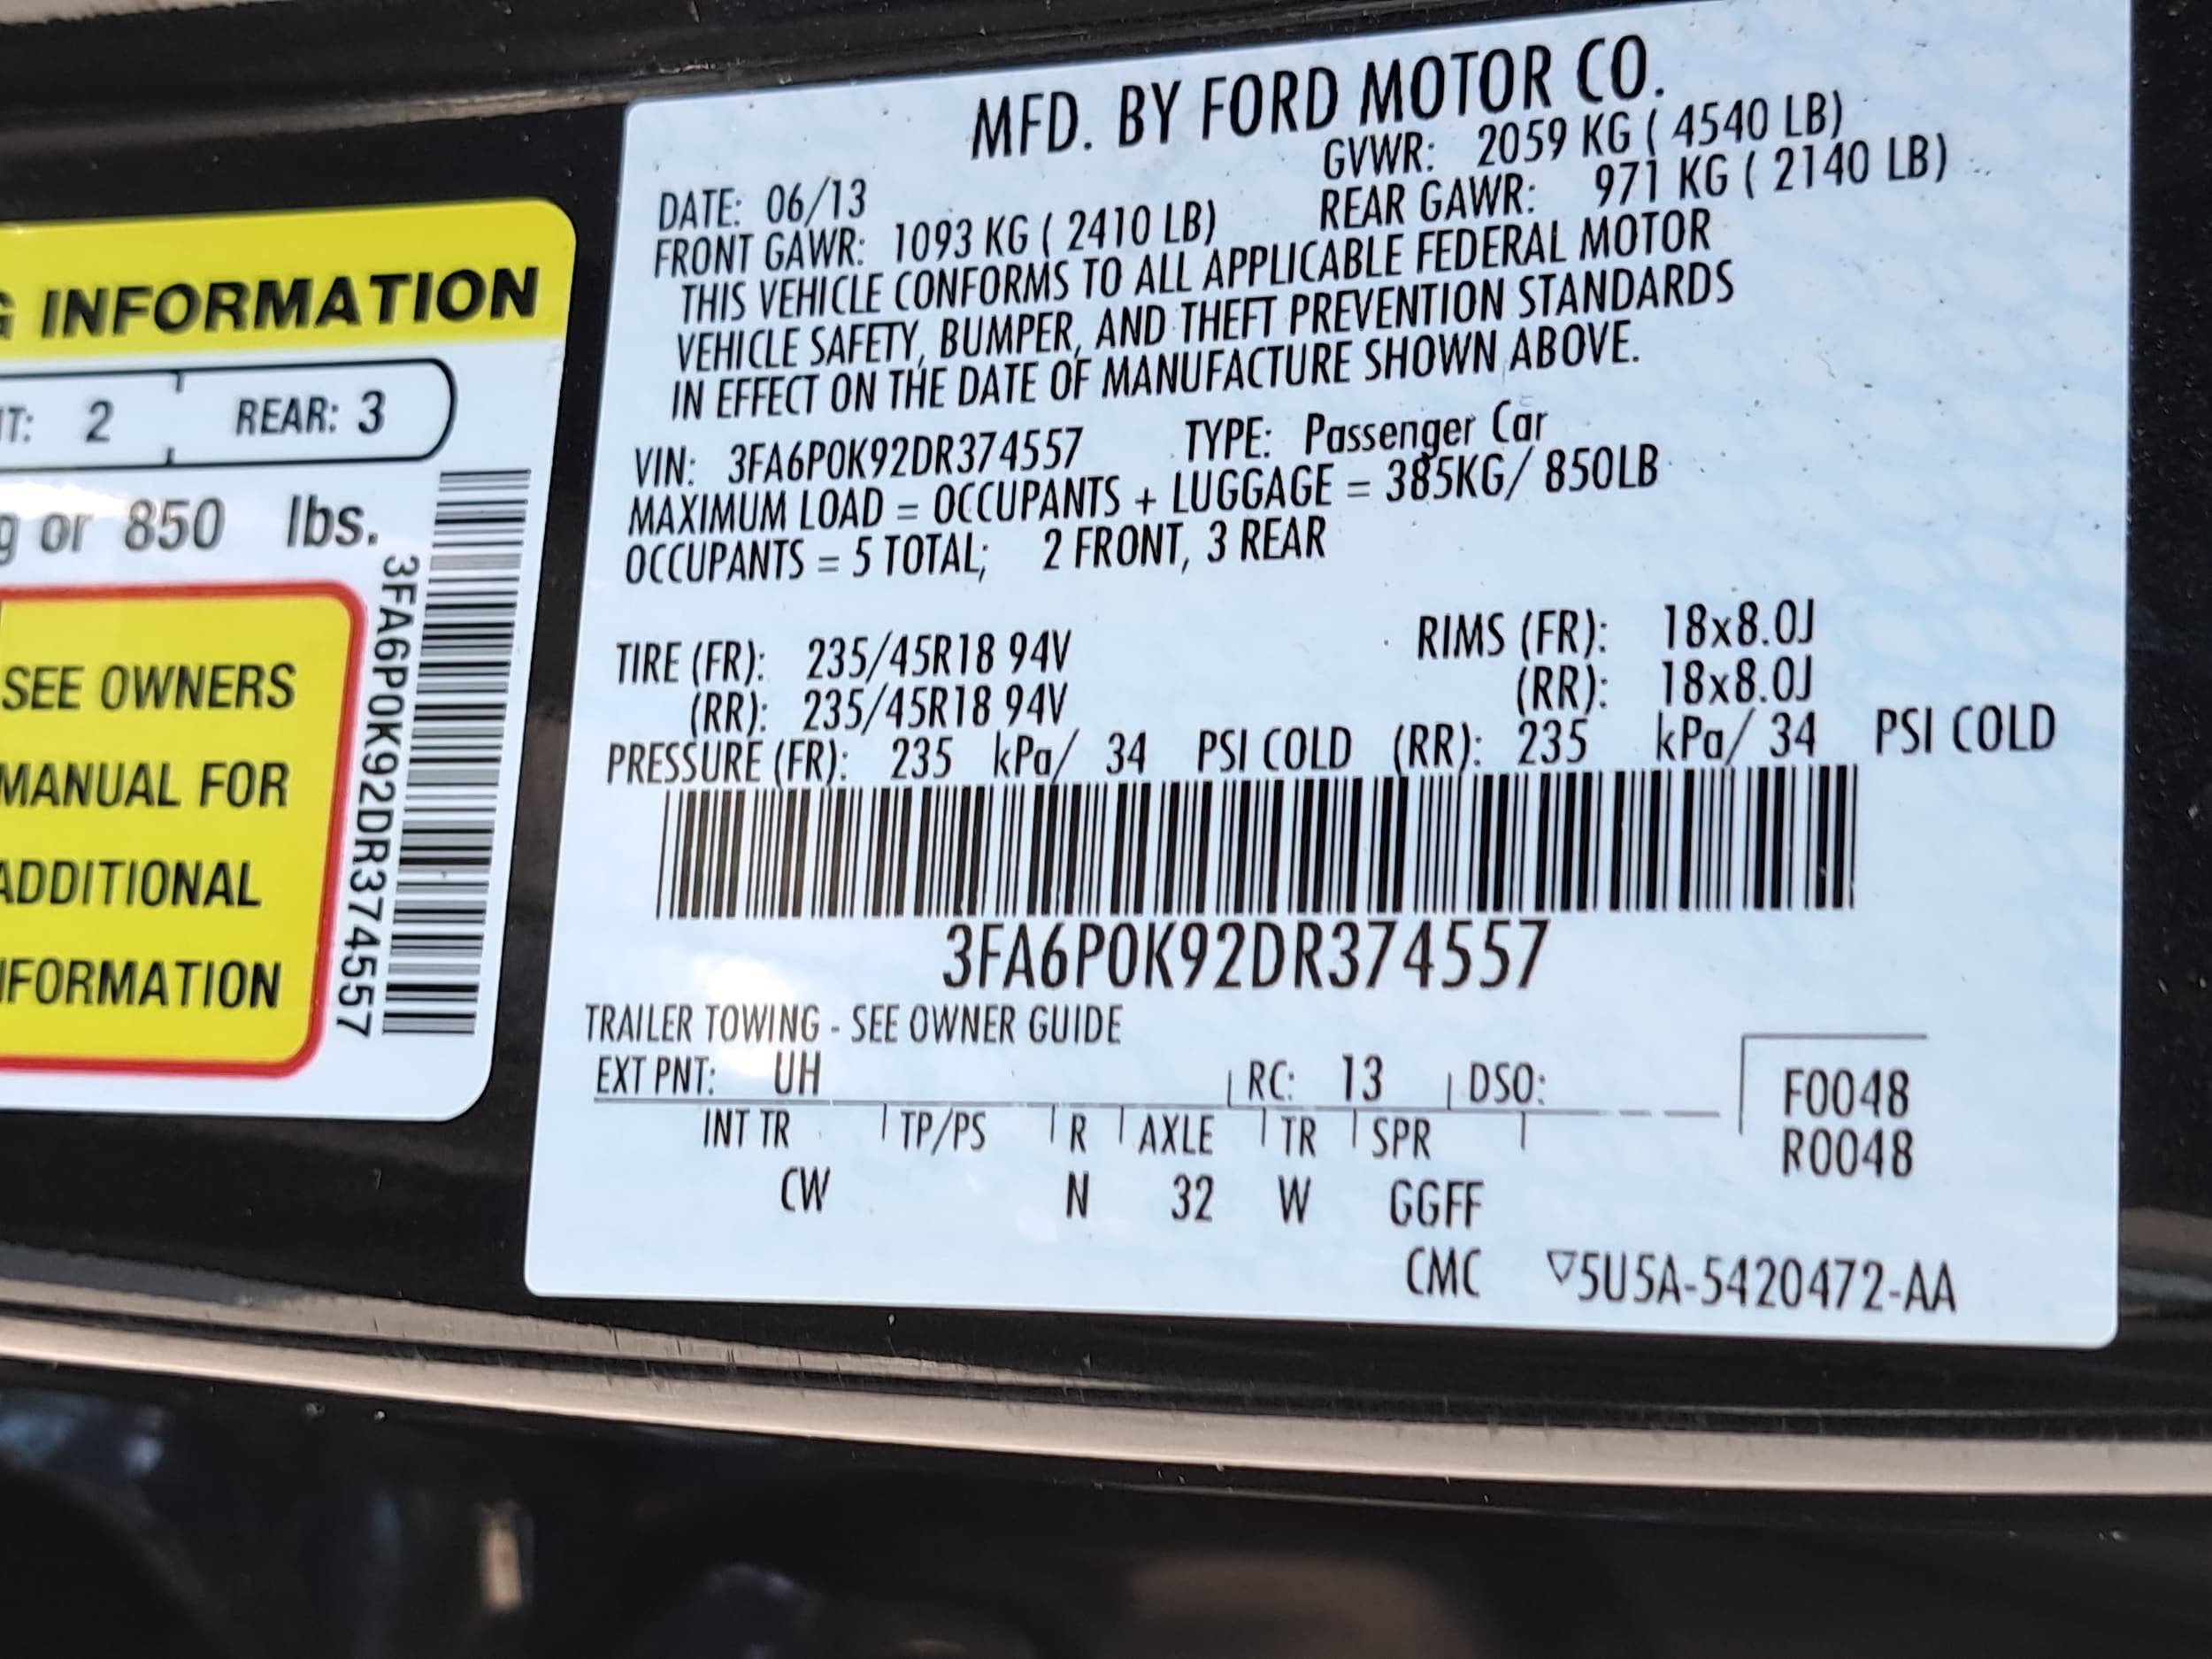 MFD. BY FORD MOTOR CO.
DATE: 06/13 GVWR: 2059 KG ( 4540 LB)
FRONT GAWR: 1093 KG ( 2410 LB) REAR GAWR: 971 KG ( 2140 LB)
THIS VEHICLE CONFORMS TO ALL APPLICABLE FEDERAL MOTOR
VEHICLE SAFETY, BUMPER, AND THEFT PREVENTION STANDARDS
IN EFFECT ON THE DATE OF MANUFACTURE SHOWN ABOVE.
VIN: 3FA6P0K92DR374557 TYPE: Passenger Car
MAXIMUM LOAD = OCCUPANTS + LUGGAGE = 385KG/ 850LB
OCCUPANTS = 5 TOTAL; 2 FRONT, 3 REAR
TIRE (FR): 235/45R18 94V RIMS (FR): 18x8.0J
(RR): 235/45R18 94V (RR): 18x8.0J
PRESSURE (FR): 235 kPa/ 34 PSI COLD (RR): 235 kPa/ 34 PSI COLD
3FA6P0K92DR374557
TRAILER TOWING - SEE OWNER GUIDE
EXT PNT: UH RC: 13 DSO:
F0048
R0048
INT TR TP/PS R AXLE TR SPR
CW N 32 W GGFF
CMC ▽5U5A-5420472-AA
G INFORMATION
NT: 2 REAR: 3
g or 850 lbs.
SEE OWNERS
MANUAL FOR
ADDITIONAL
NFORMATION
3FA6P0K92DR374557